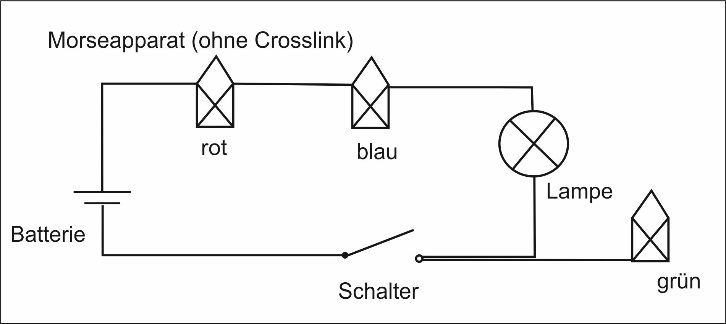 Morseapparat (ohne Crosslink)
rot
blau
Lampe
Batterie
grün
Schalter